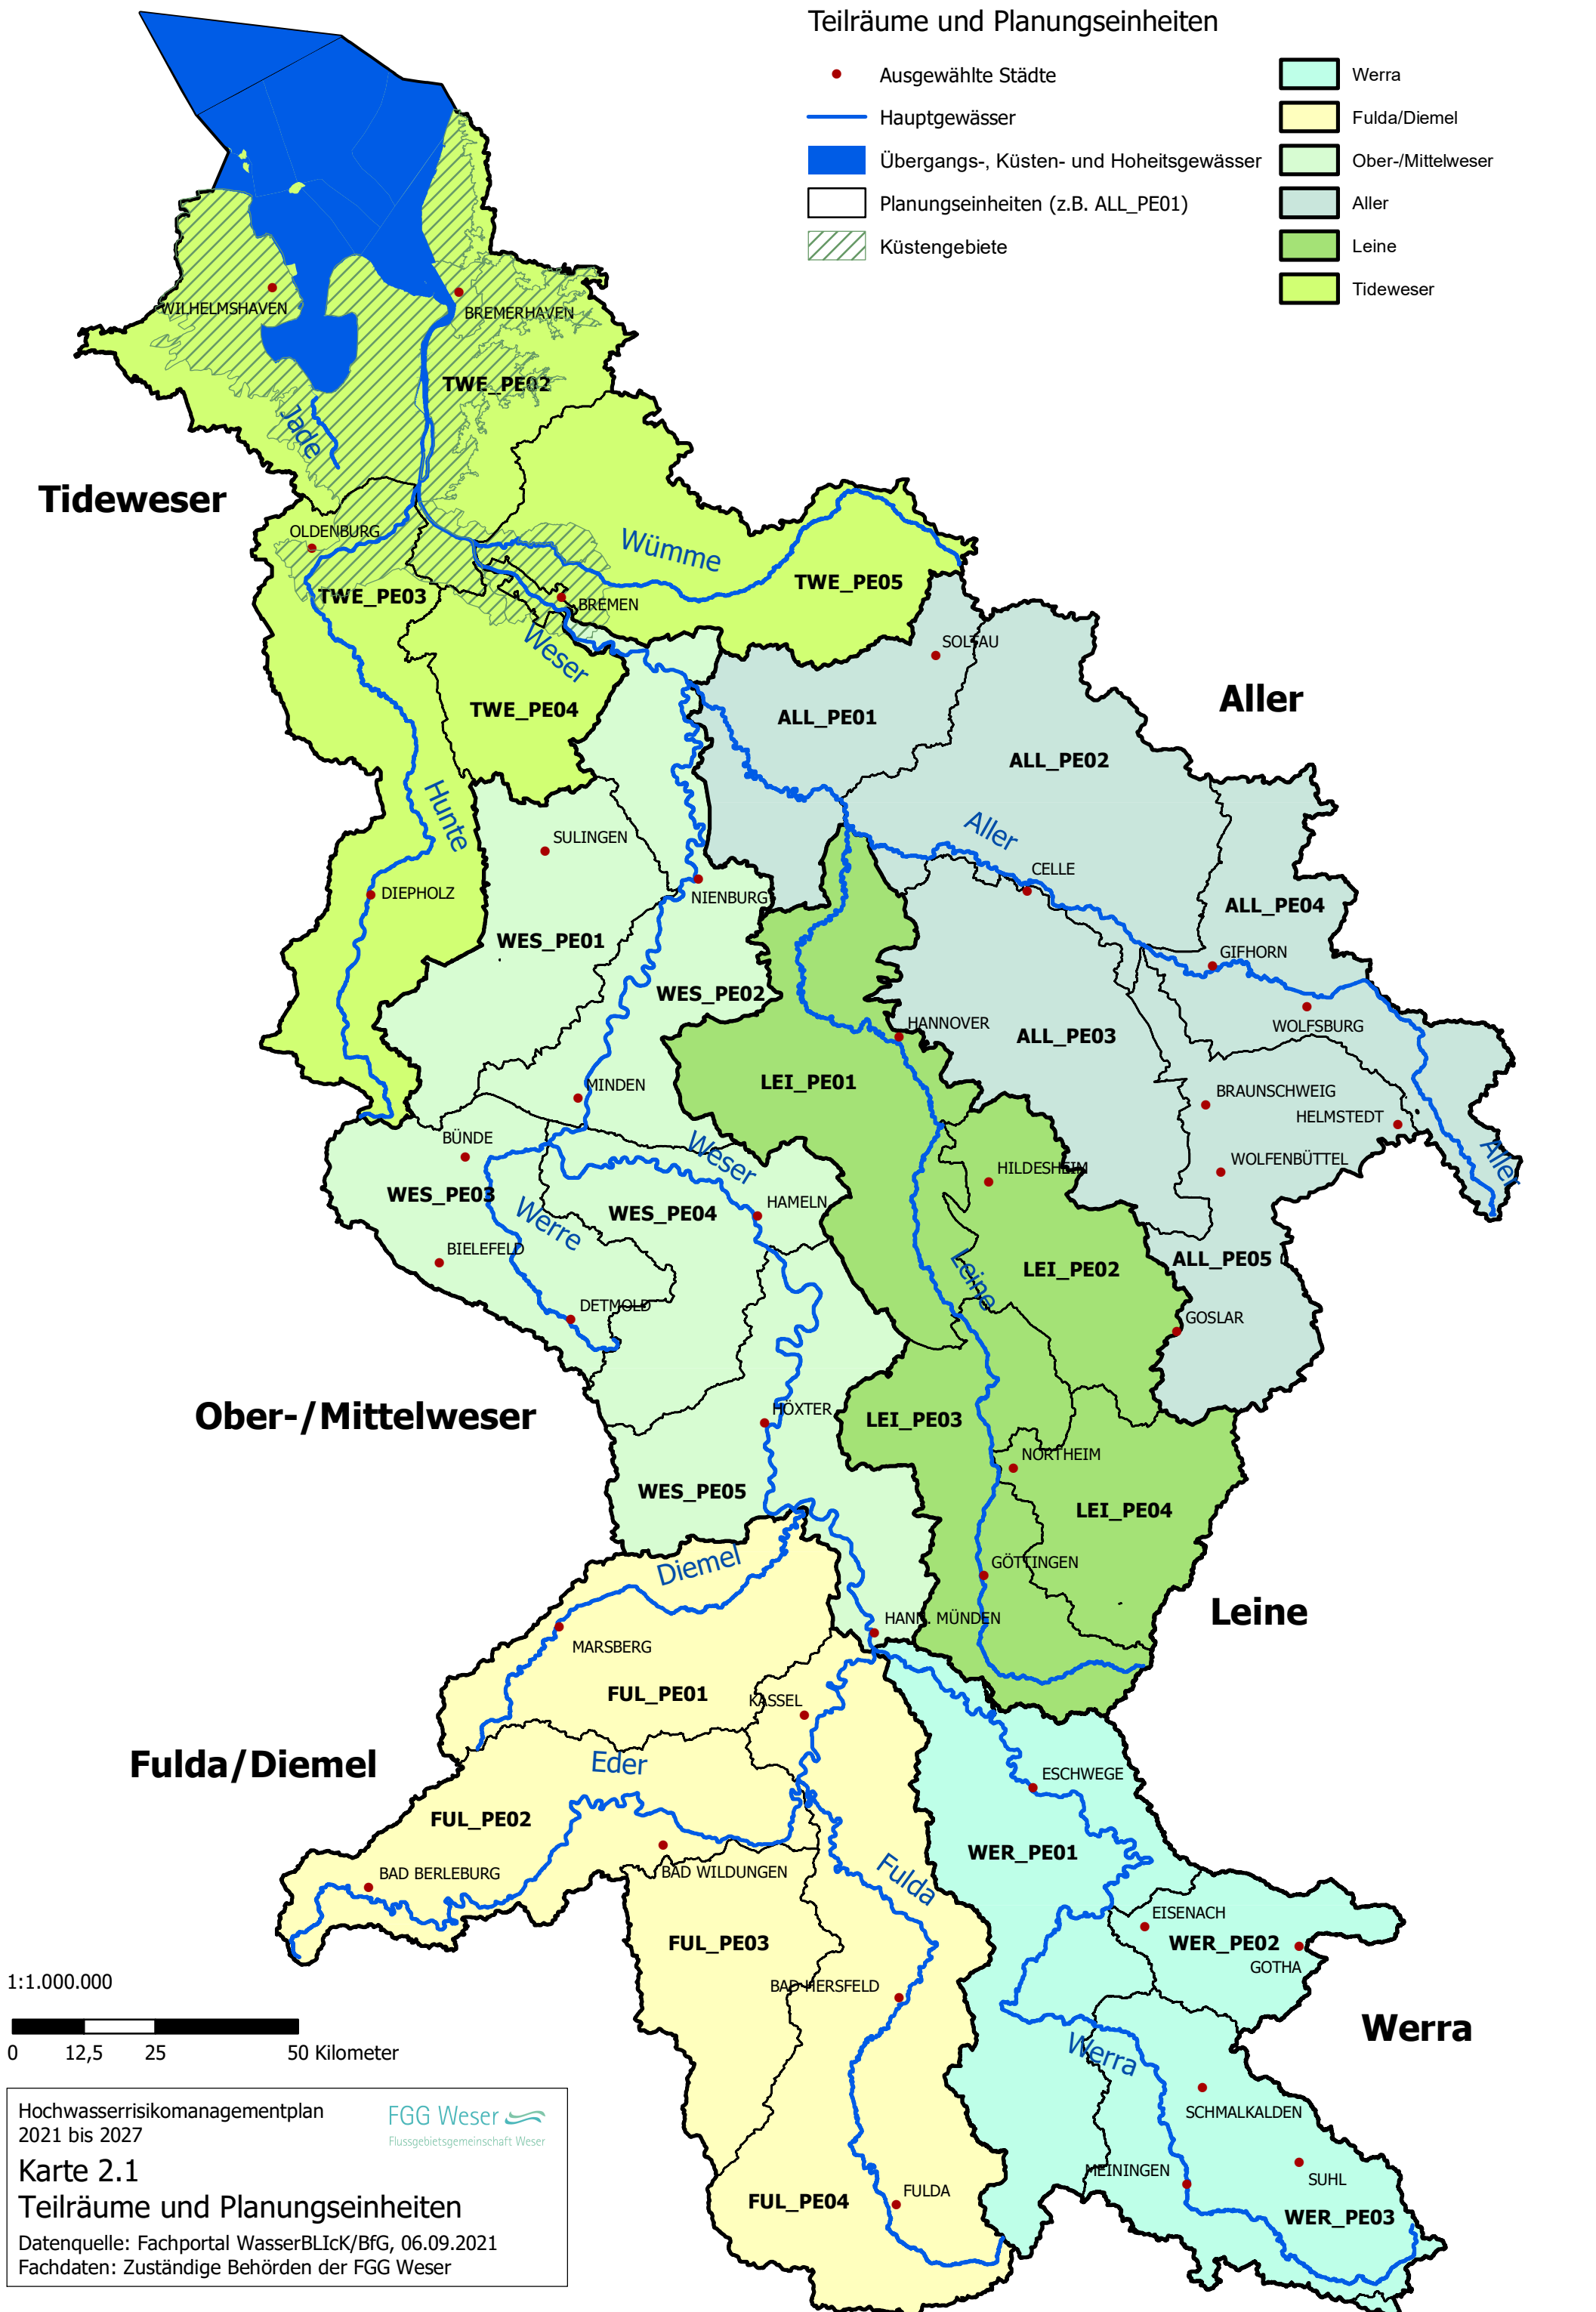 Teilräume und Planungseinheiten
Ausgewählte Städte
Hauptgewässer
Übergangs-, Küsten- und Hoheitsgewässer
Planungseinheiten (z.B. ALL_PE01)
Küstengebiete
Werra
Fulda/Diemel
Ober-/Mittelweser
Aller
Leine
Tideweser
WILHELMSHAVEN
BREMERHAVEN
TWE_PE02
Jade
Tideweser
OLDENBURG
Wümme
TWE_PE05
TWE_PE03
BREMEN
Weser
SOLTAU
Aller
TWE_PE04
ALL_PE01
ALL_PE02
Hunte
Aller
SULINGEN
CELLE
DIEPHOLZ
NIENBURG
ALL_PE04
WES_PE01
GIFHORN
WES_PE02
HANNOVER
WOLFSBURG
ALL_PE03
LEI_PE01
MINDEN
BRAUNSCHWEIG
HELMSTEDT
BÜNDE
Weser
HILDESHEIM
WOLFENBÜTTEL
Aller
WES_PE03
HAMELN
WES_PE04
Werre
BIELEFELD
ALL_PE05
LEI_PE02
Leine
DETMOLD
GOSLAR
Ober-/Mittelweser
HÖXTER
LEI_PE03
NORTHEIM
WES_PE05
LEI_PE04
Diemel
GÖTTINGEN
Leine
HANN. MÜNDEN
MARSBERG
FUL_PE01
KASSEL
Fulda/Diemel
Eder
ESCHWEGE
FUL_PE02
WER_PE01
BAD BERLEBURG
BAD WILDUNGEN
Fulda
EISENACH
FUL_PE03
WER_PE02
GOTHA
BAD HERSFELD
Werra
Werra
SCHMALKALDEN
MEININGEN
SUHL
FUL_PE04
FULDA
WER_PE03
1:1.000.000
0 12,5 25 50 Kilometer
Hochwasserrisikomanagementplan
2021 bis 2027
FGG Weser
Flussgebietsgemeinschaft Weser
Karte 2.1
Teilräume und Planungseinheiten
Datenquelle: Fachportal WasserBLIcK/BfG, 06.09.2021
Fachdaten: Zuständige Behörden der FGG Weser